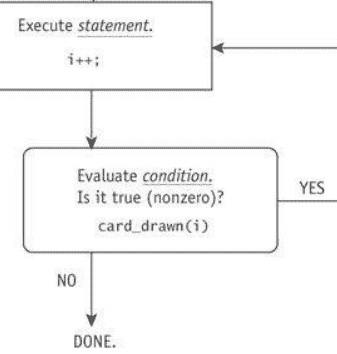 Execute statement.
i++;
Evaluate condition.
Is it true (nonzero)?
card_drawn(i)
YES
NO
DONE.